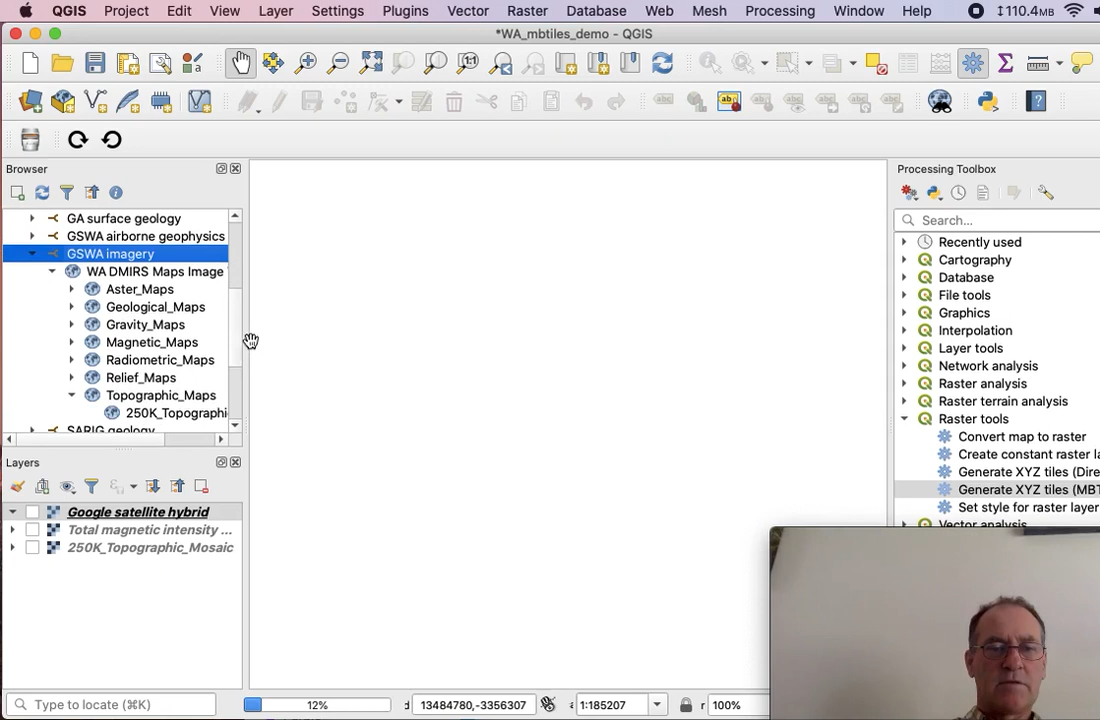 QGIS Project Edit View Layer Settings Plugins Vector Raster Database Web Mesh Processing Window Help 110.4MB
*WA_mbtiles_demo - QGIS
Browser
GA surface geology
GSWA airborne geophysics
GSWA imagery
WA DMIRS Maps Image
Aster_Maps
Geological_Maps
Gravity_Maps
Magnetic_Maps
Radiometric_Maps
Relief_Maps
Topographic_Maps
250K_Topographi
SARIG geology
Layers
Google satellite hybrid
Total magnetic intensity ...
250K_Topographic_Mosaic
Type to locate (⌘K)
12%
13484780,-3356307
1:185207
r 100%
Processing Toolbox
Search...
Recently used
Cartography
Database
File tools
Graphics
Interpolation
Layer tools
Network analysis
Raster analysis
Raster terrain analysis
Raster tools
Convert map to raster
Create constant raster la
Generate XYZ tiles (Dire
Generate XYZ tiles (MBT
Set style for raster layer
Vector analysis